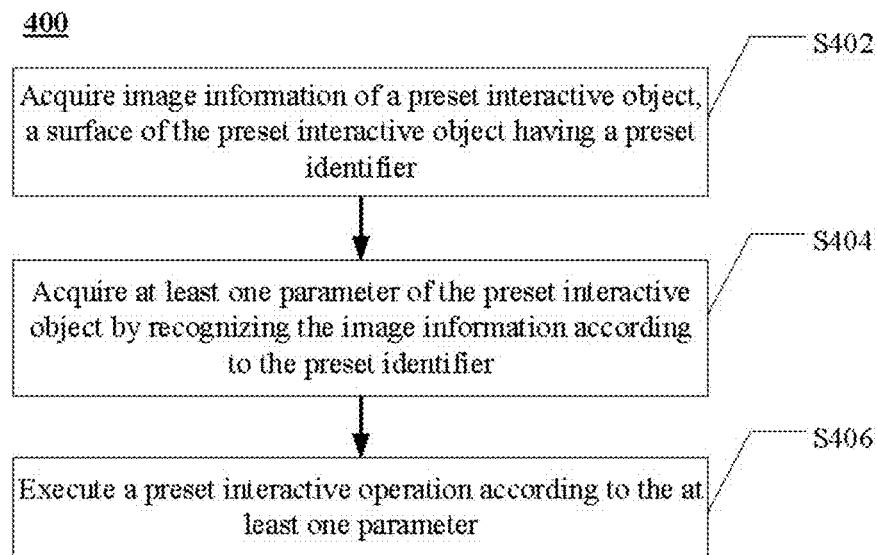 400
S402
Acquire image information of a preset interactive object,
a surface of the preset interactive object having a preset
identifier
S404
Acquire at least one parameter of the preset interactive
object by recognizing the image information according
to the preset identifier
S406
Execute a preset interactive operation according to the at
least one parameter